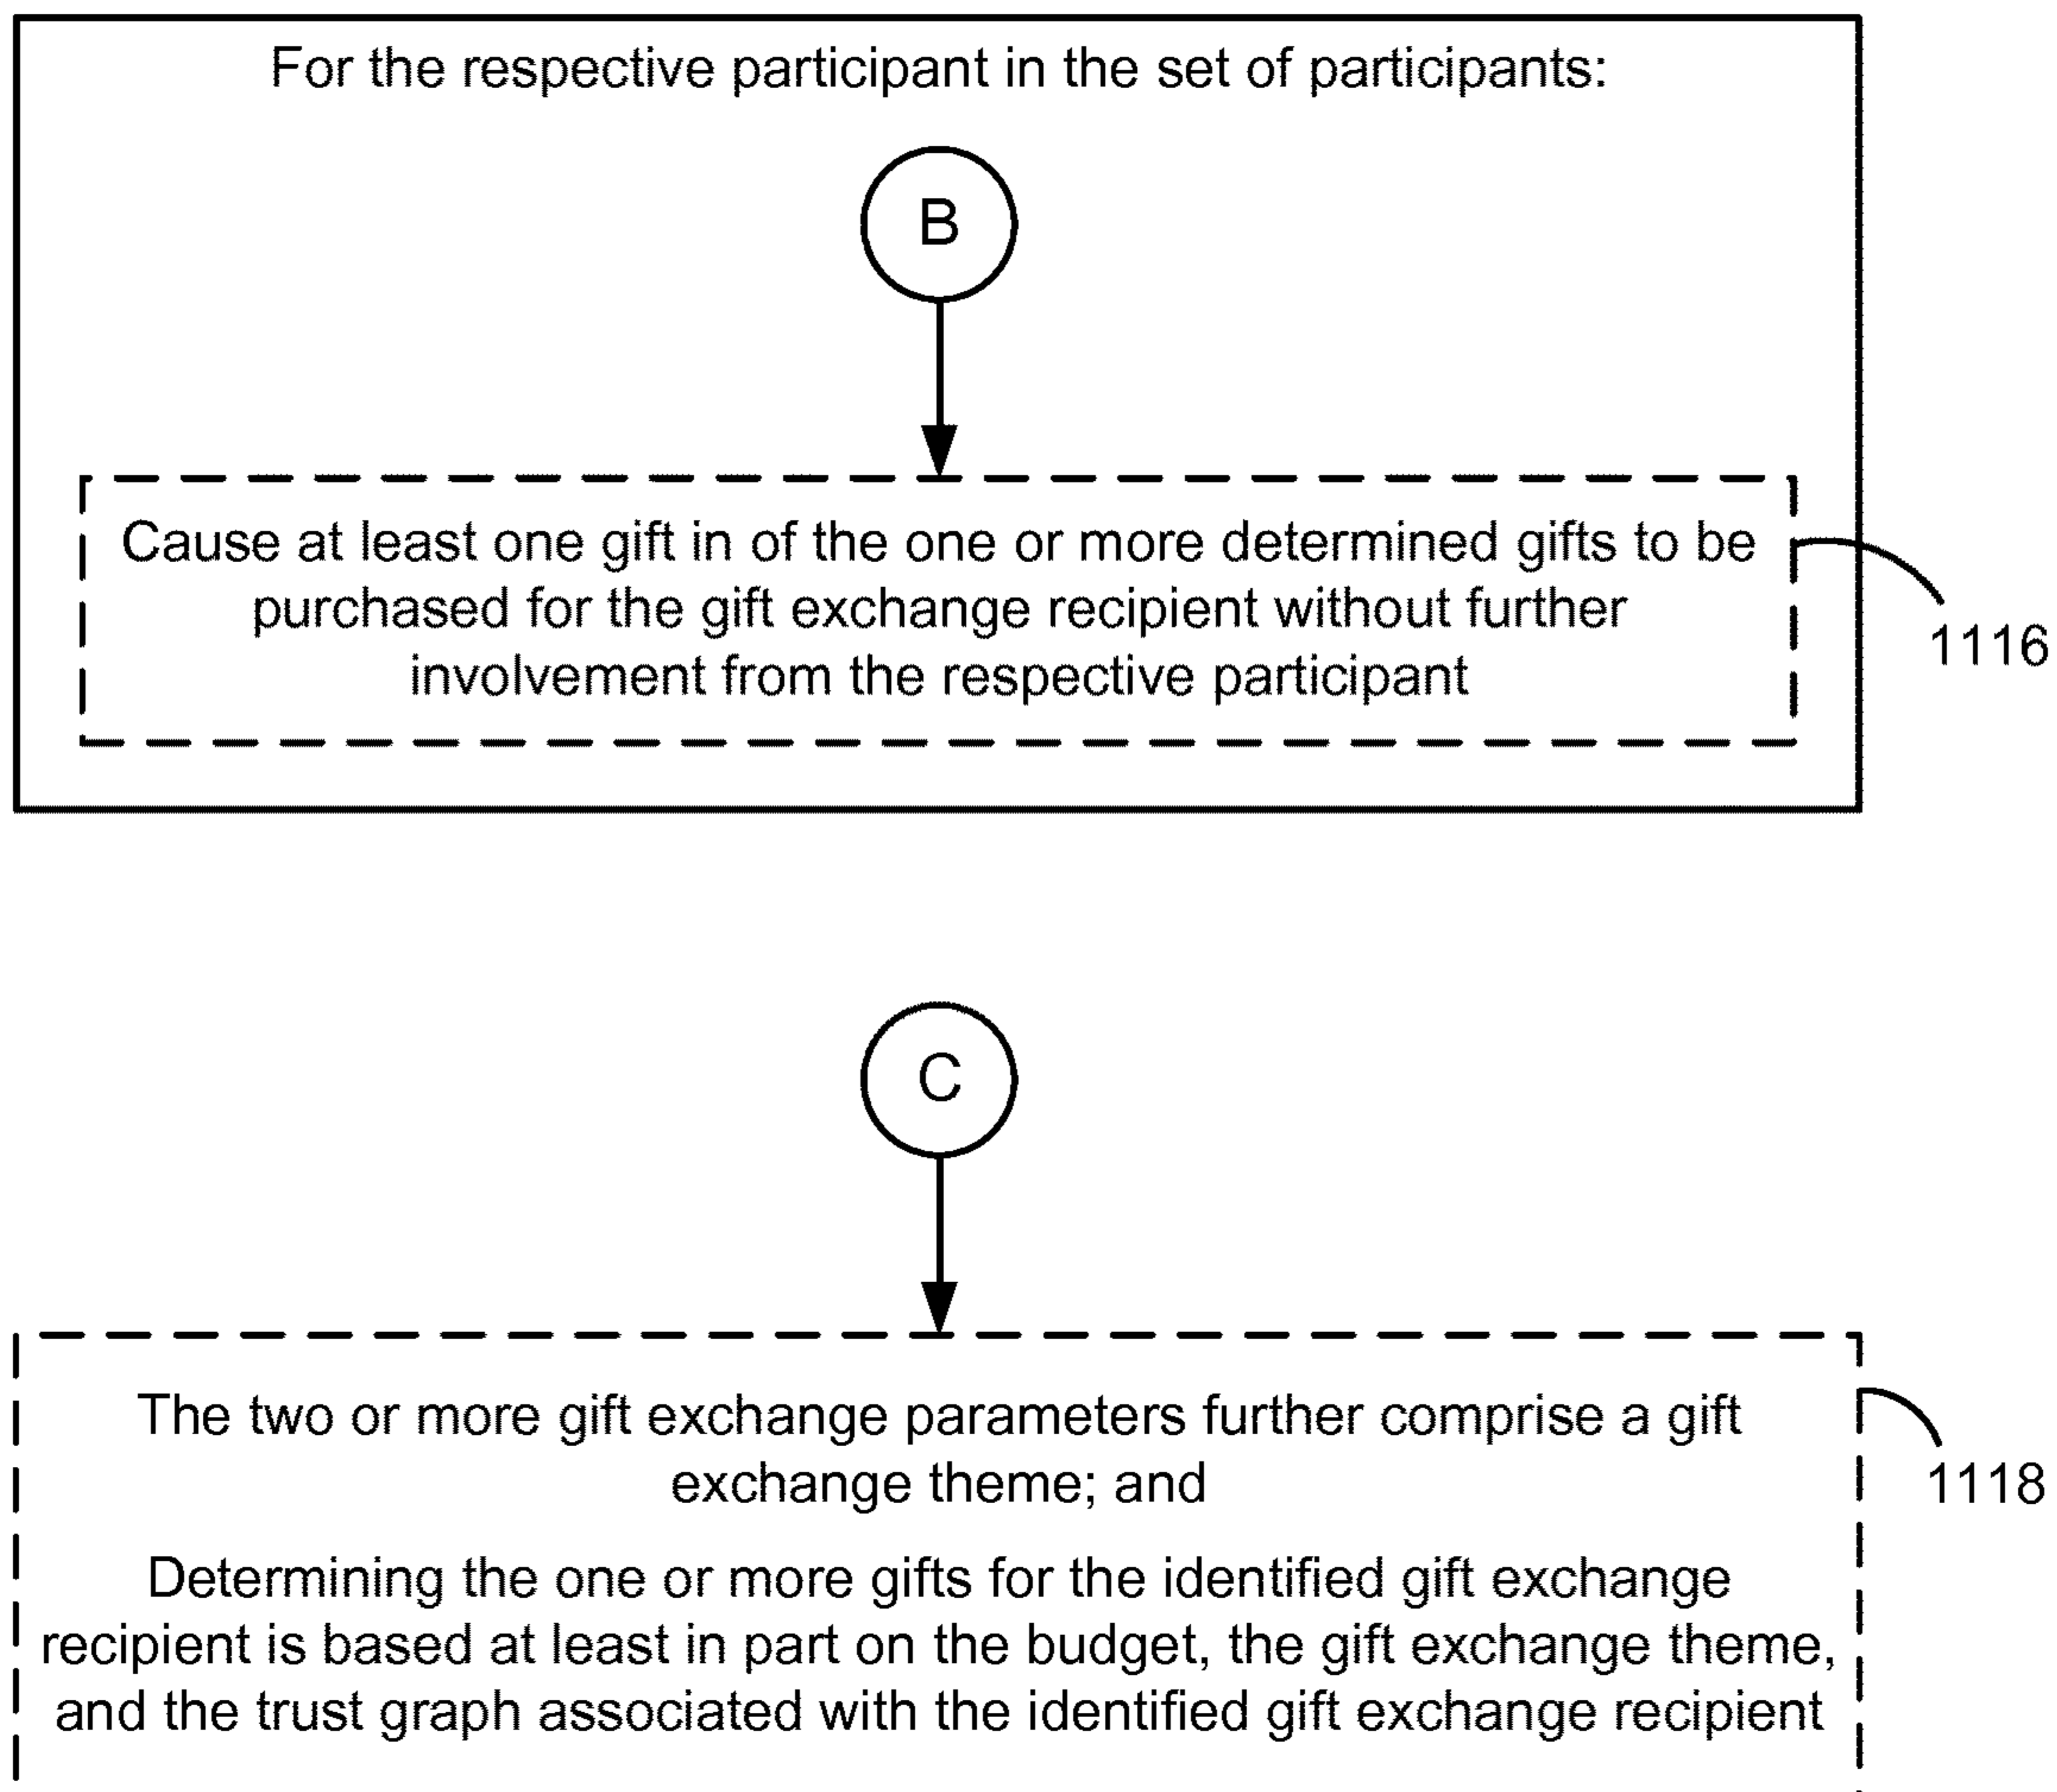 For the respective participant in the set of participants:
B
Cause at least one gift in of the one or more determined gifts to be
purchased for the gift exchange recipient without further
involvement from the respective participant
1116
C
The two or more gift exchange parameters further comprise a gift
exchange theme; and
1118
Determining the one or more gifts for the identified gift exchange
recipient is based at least in part on the budget, the gift exchange theme,
and the trust graph associated with the identified gift exchange recipient